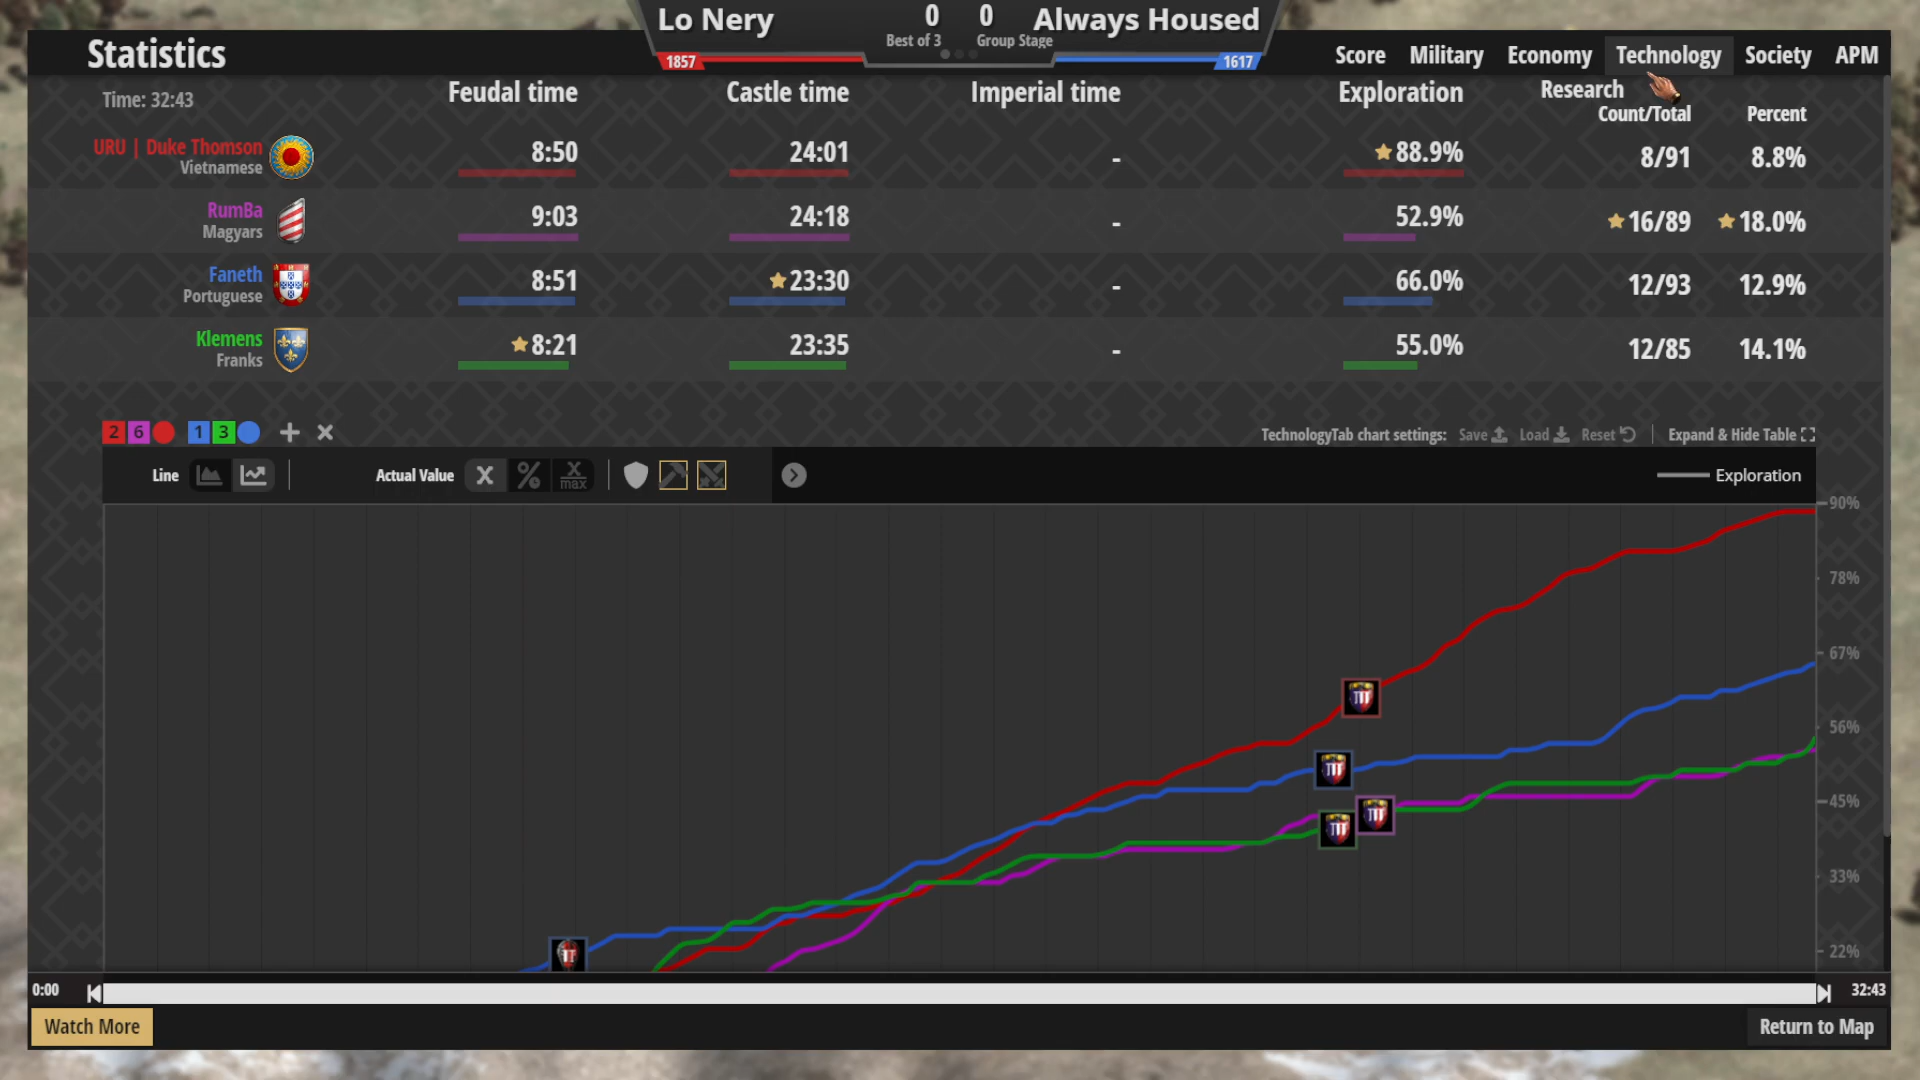 Lo Nery
0
0
Always Housed
Best of 3
Group Stage
1857
1617
Statistics
Score
Military
Economy
Technology
Society
APM
Time: 32:43
Feudal time
Castle time
Imperial time
Exploration
Research
Count/Total
Percent
URU | Duke Thomson
Vietnamese
8:50
24:01
-
88.9%
8/91
8.8%
RumBa
Magyars
9:03
24:18
-
52.9%
16/89
18.0%
Faneth
Portuguese
8:51
23:30
-
66.0%
12/93
12.9%
Klemens
Franks
8:21
23:35
-
55.0%
12/85
14.1%
2
6
1
3
TechnologyTab chart settings:
Save
Load
Reset
Expand & Hide Table
Line
Actual Value
X
%
X
max
Exploration
90%
78%
67%
56%
45%
33%
22%
0:00
32:43
Watch More
Return to Map